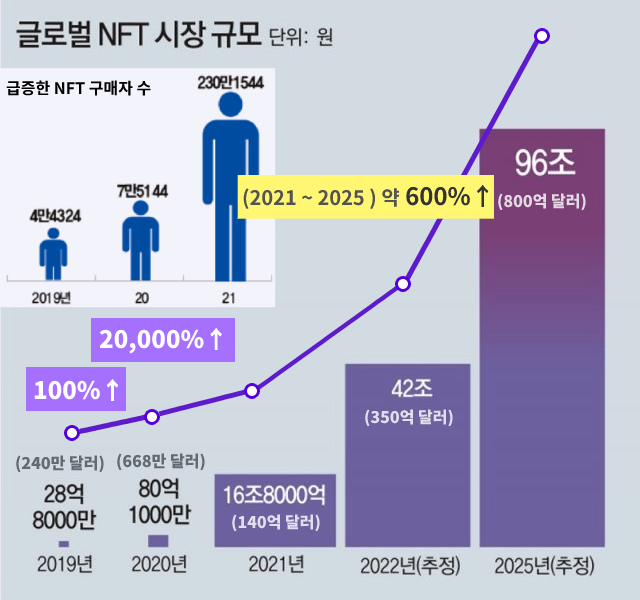 글로벌 NFT 시장 규모 단위: 원
급증한 NFT 구매자 수
230만1544
7만5144
4만4324
2019년 20 21
(2021 ~ 2025 ) 약 600%↑
96조
(800억 달러)
20,000%↑
100%↑
42조
(350억 달러)
(240만 달러) (668만 달러)
28억
8000만
80억
1000만
16조8000억
(140억 달러)
2019년 2020년 2021년 2022년(추정) 2025년(추정)